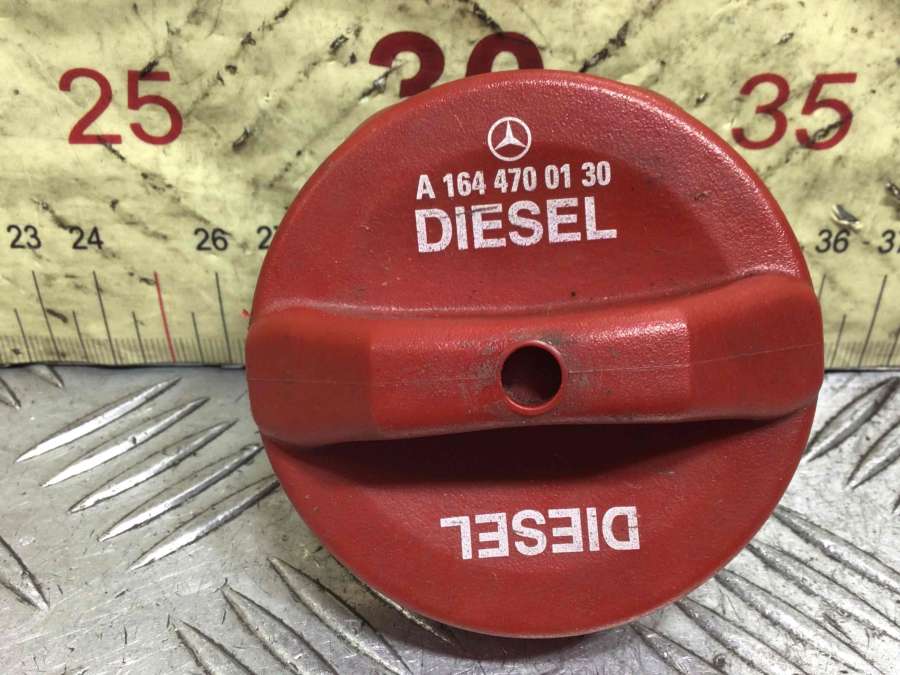 25 30 35
A 164 470 01 30
DIESEL
23 24 26 36
DIESEL